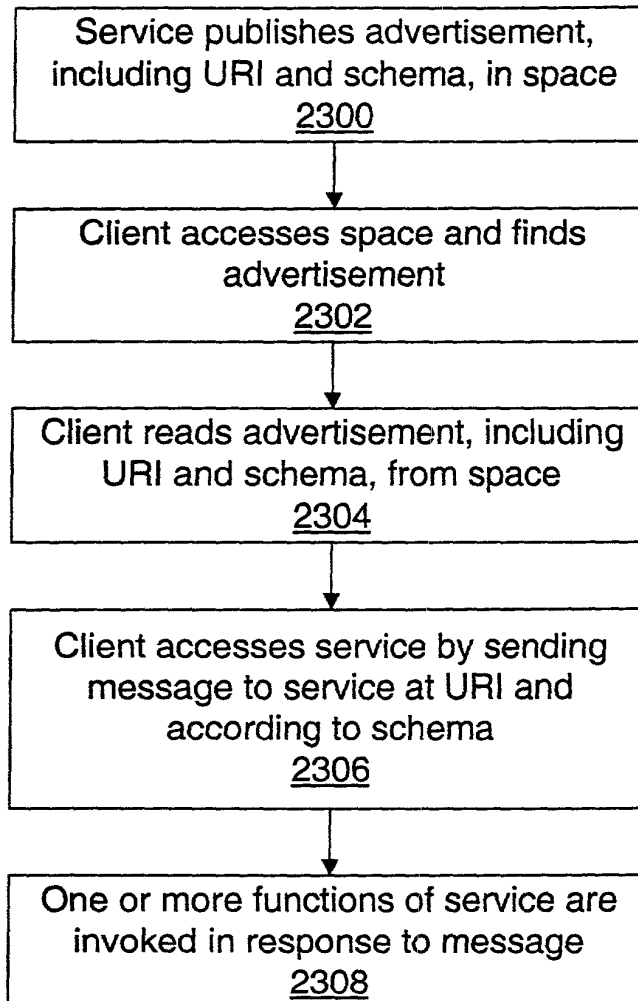 Service publishes advertisement,
including URI and schema, in space
2300
Client accesses space and finds
advertisement
2302
Client reads advertisement, including
URI and schema, from space
2304
Client accesses service by sending
message to service at URI and
according to schema
2306
One or more functions of service are
invoked in response to message
2308